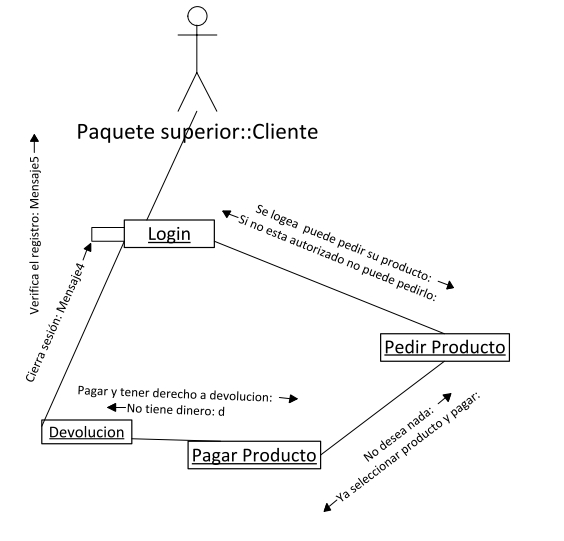 Paquete superior::Cliente
Verifica el registro: Mensaje5
Login
Se logea  puede pedir su producto:
Si no esta autorizado no puede pedirlo:
Cierra sesión: Mensaje4
Pedir Producto
Pagar y tener derecho a devolucion:
No tiene dinero: d
No desea nada:
Ya seleccionar producto y pagar:
Devolucion
Pagar Producto